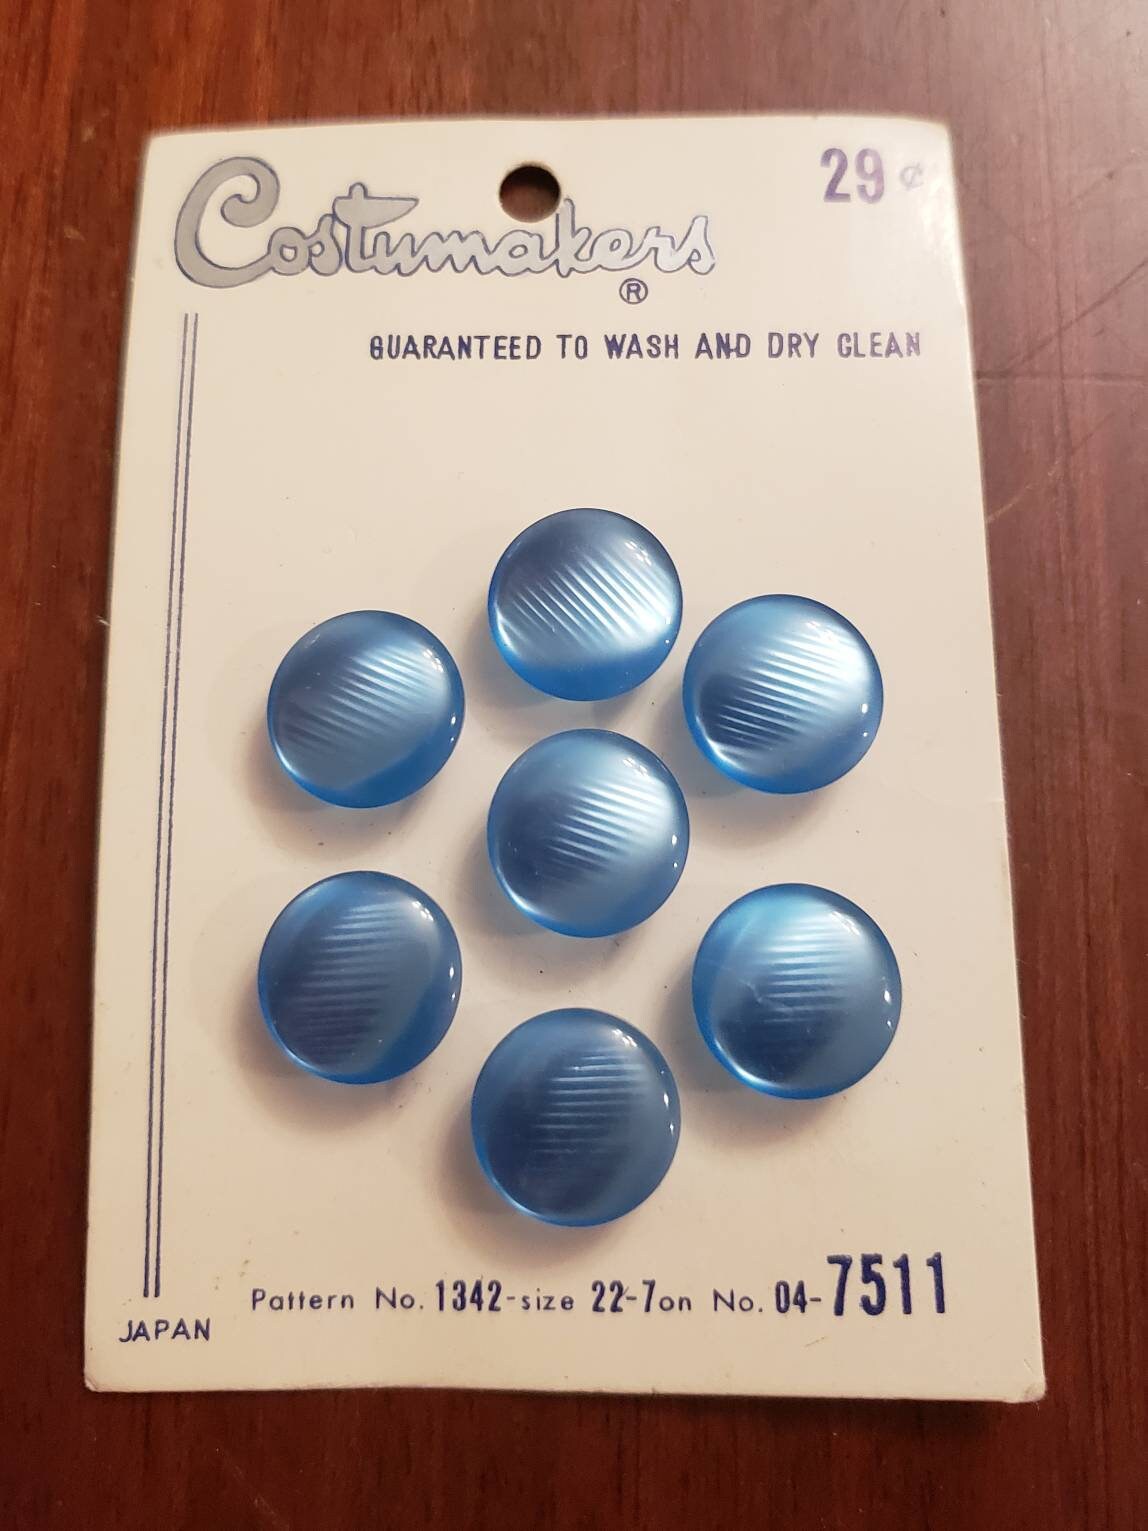 Costumakers ®
29 ¢
GUARANTEED TO WASH AND DRY CLEAN
Pattern No. 1342-size 22-7on No. 04-7511
JAPAN